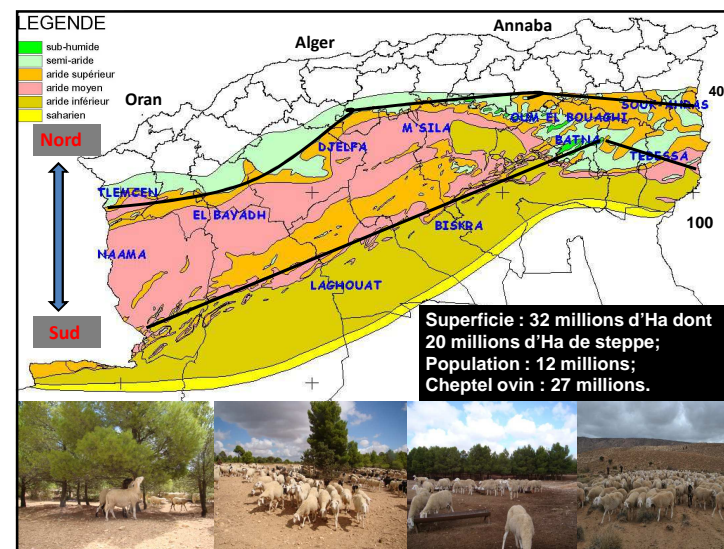 LEGENDE
sub-humide
semi-aride
aride supérieur
aride moyen
aride inférieur
saharien
Annaba
Alger
Oran
Nord
Sud
40
100
SOUK-AHRAS
OUM EL BOUAGHI
M'SILA
BATNA
DJELFA
TEBESSA
TLEMCEN
EL BAYADH
BISKRA
NAAMA
LAGHOUAT
Superficie : 32 millions d'Ha dont
20 millions d'Ha de steppe;
Population : 12 millions;
Cheptel ovin : 27 millions.